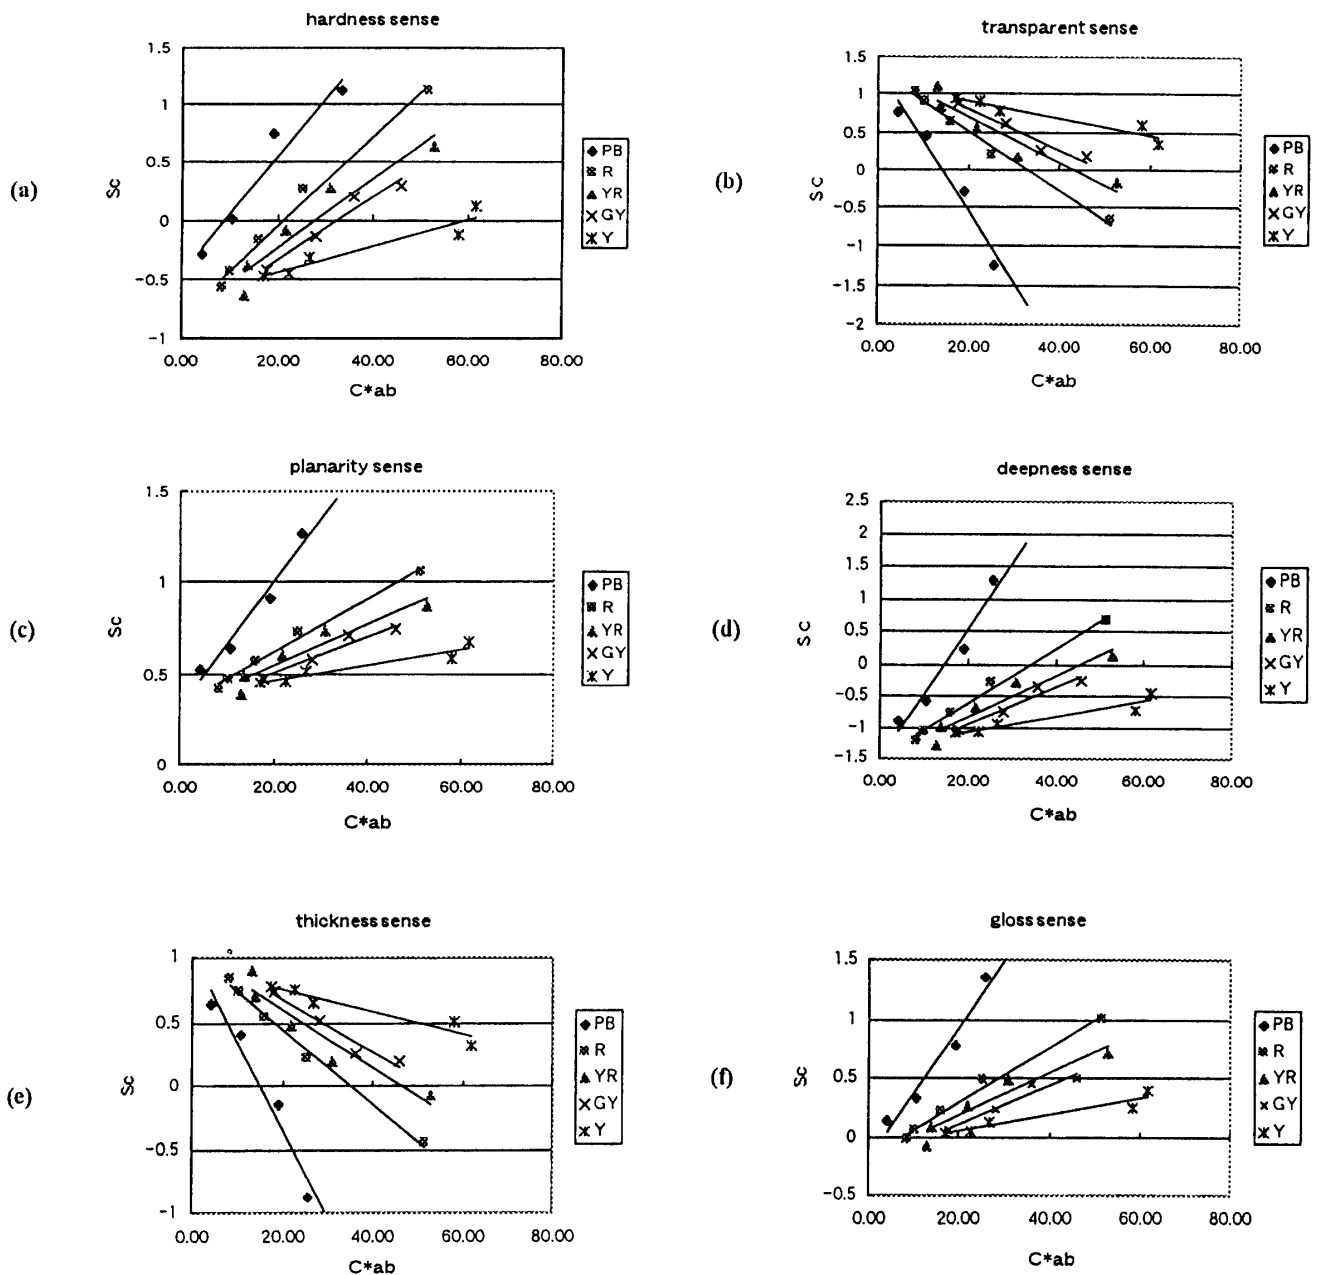 hardness sense
(a)
Sc
1.5
1
0.5
0
-0.5
-1
0.00 20.00 40.00 60.00 80.00
C*ab
PB
R
YR
GY
Y
transparent sense
(b)
Sc
1.5
1
0.5
0
-0.5
-1
-1.5
-2
0.00 20.00 40.00 60.00 80.00
C*ab
PB
R
YR
GY
Y
planarity sense
(c)
Sc
1.5
1
0.5
0
0.00 20.00 40.00 60.00 80.00
C*ab
PB
R
YR
GY
Y
deepness sense
(d)
Sc
2.5
2
1.5
1
0.5
0
-0.5
-1
-1.5
0.00 20.00 40.00 60.00 80.00
C*ab
PB
R
YR
GY
Y
thickness sense
(e)
Sc
1
0.5
0
-0.5
-1
0.00 20.00 40.00 60.00 80.00
C*ab
PB
R
YR
GY
Y
gloss sense
(f)
Sc
1.5
1
0.5
0
-0.5
0.00 20.00 40.00 60.00 80.00
C*ab
PB
R
YR
GY
Y